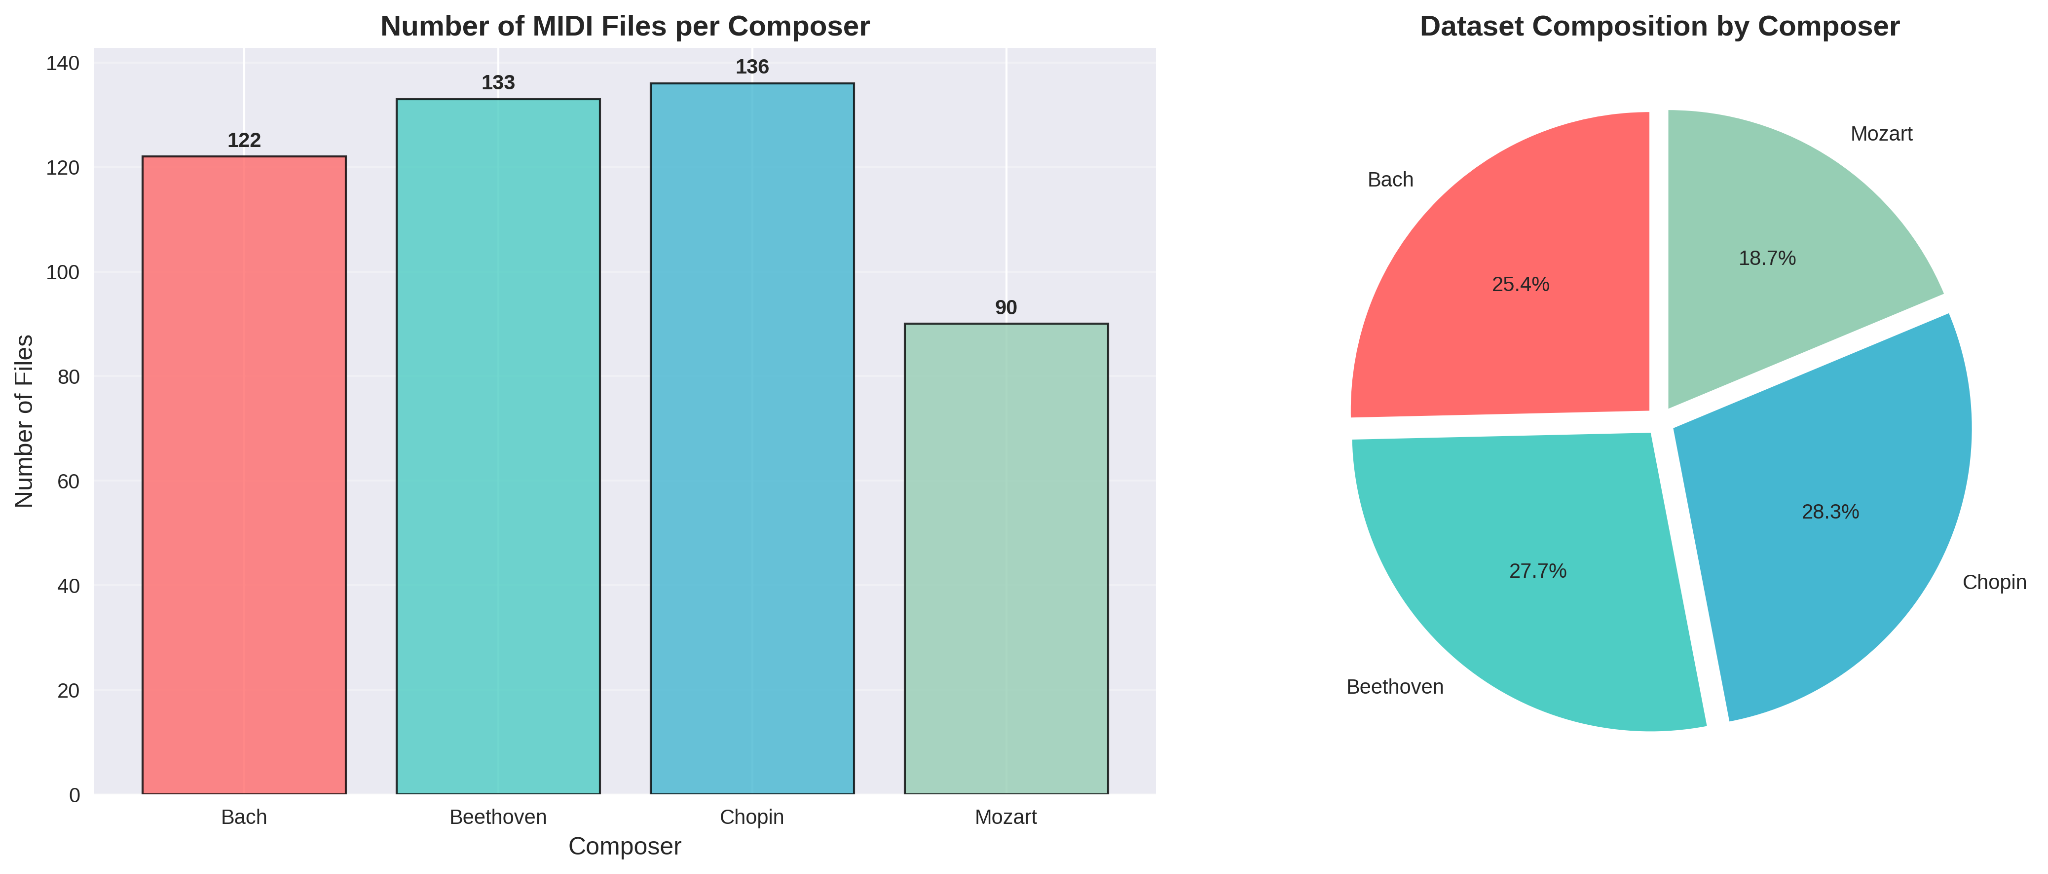 Number of MIDI Files per Composer
140
120
100
80
60
40
20
0
Number of Files
122
133
136
90
Bach
Beethoven
Chopin
Mozart
Composer
Dataset Composition by Composer
Mozart
Bach
18.7%
25.4%
28.3%
27.7%
Chopin
Beethoven